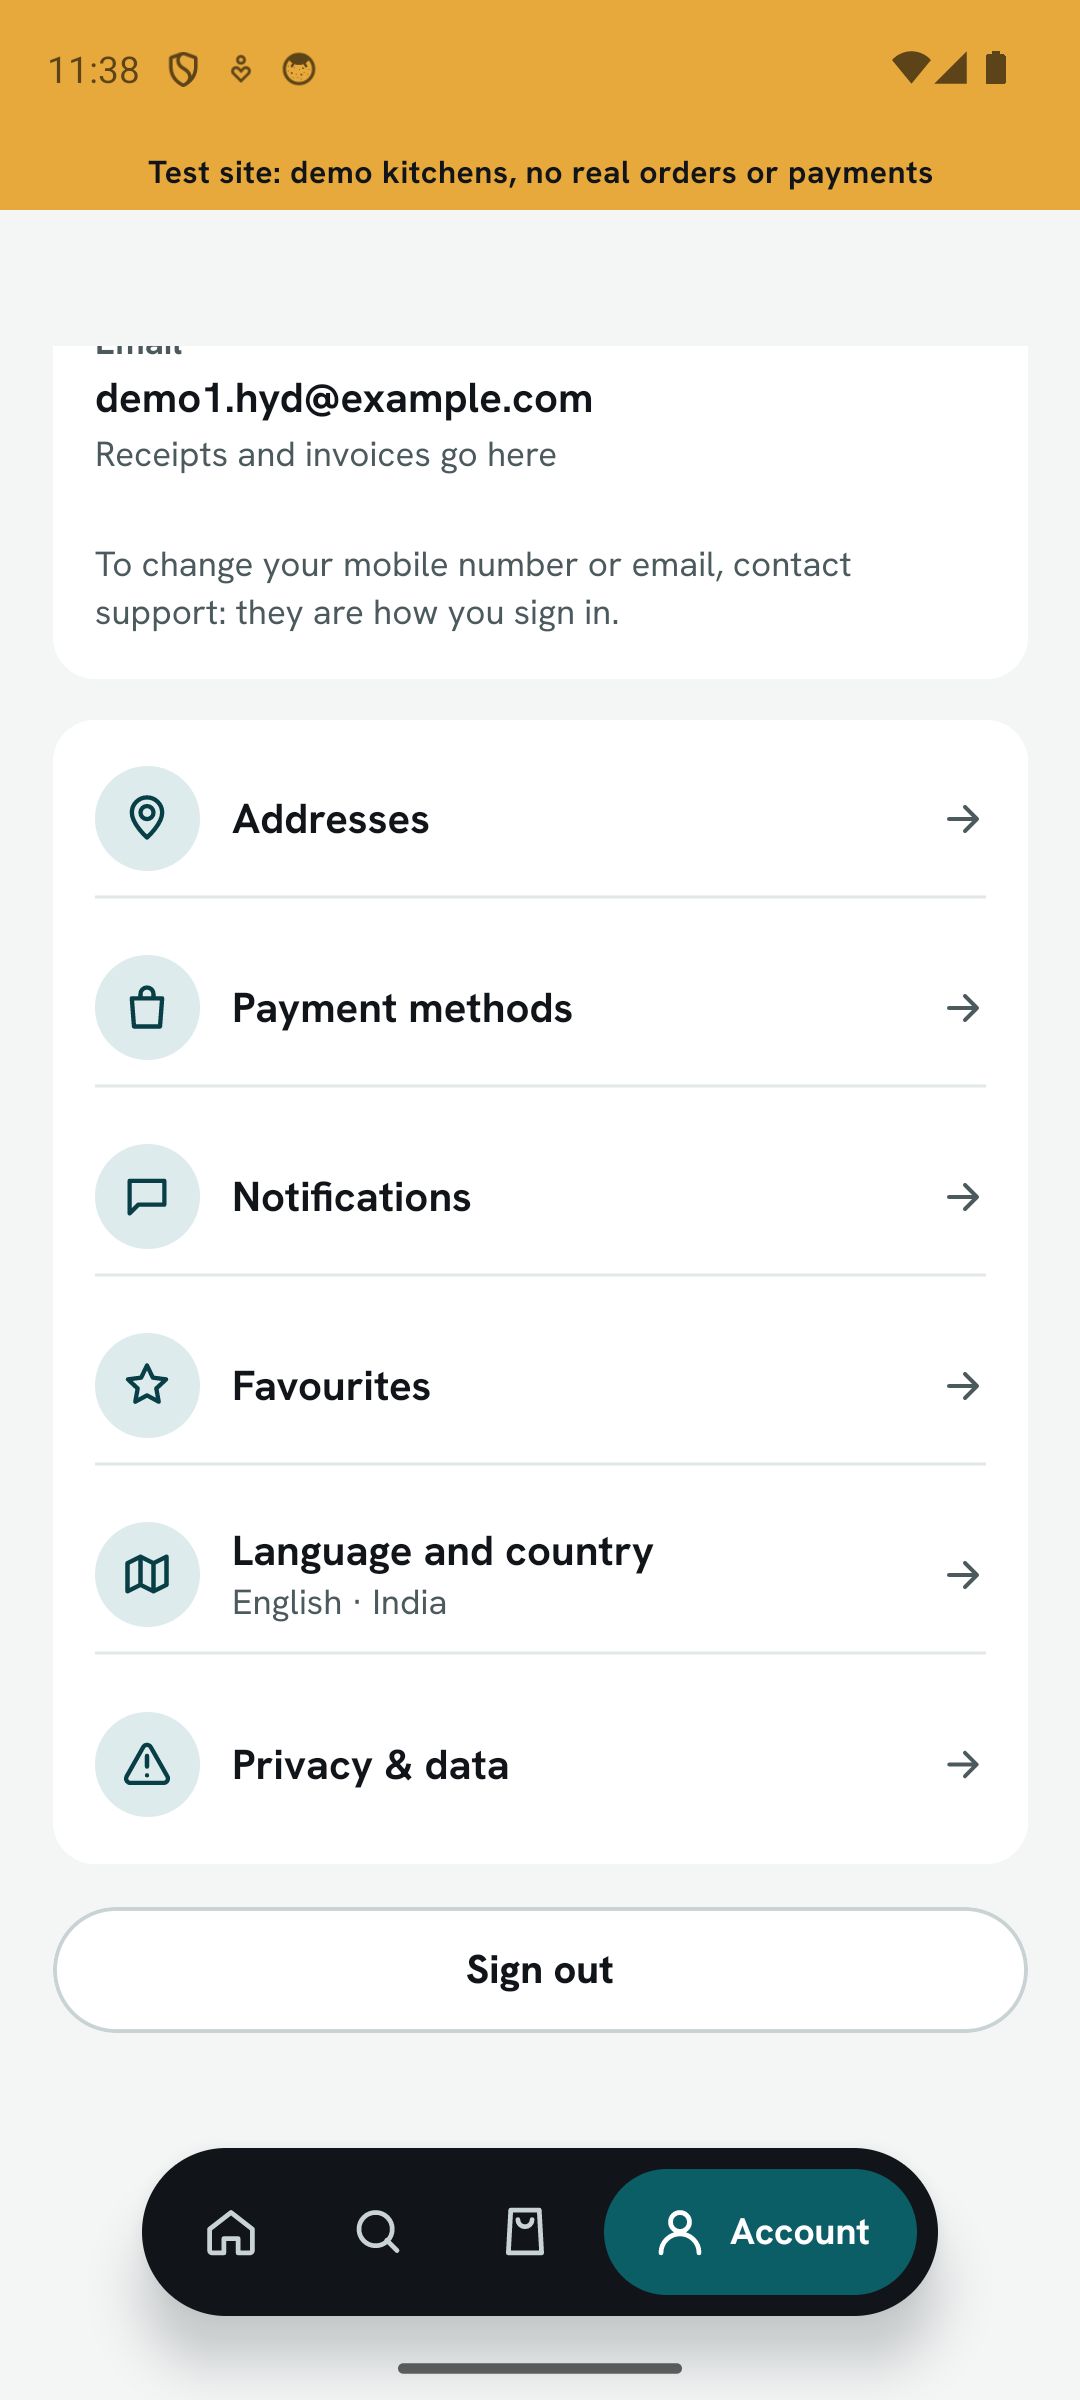 11:38
Test site: demo kitchens, no real orders or payments
Email
demo1.hyd@example.com
Receipts and invoices go here
To change your mobile number or email, contact
support: they are how you sign in.
Addresses
Payment methods
Notifications
Favourites
Language and country
English · India
Privacy & data
Sign out
Account